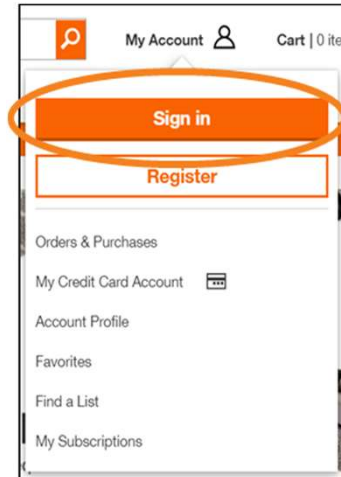 My Account
Cart | 0 ite
Sign in
Register
Orders & Purchases
My Credit Card Account
Account Profile
Favorites
Find a List
My Subscriptions